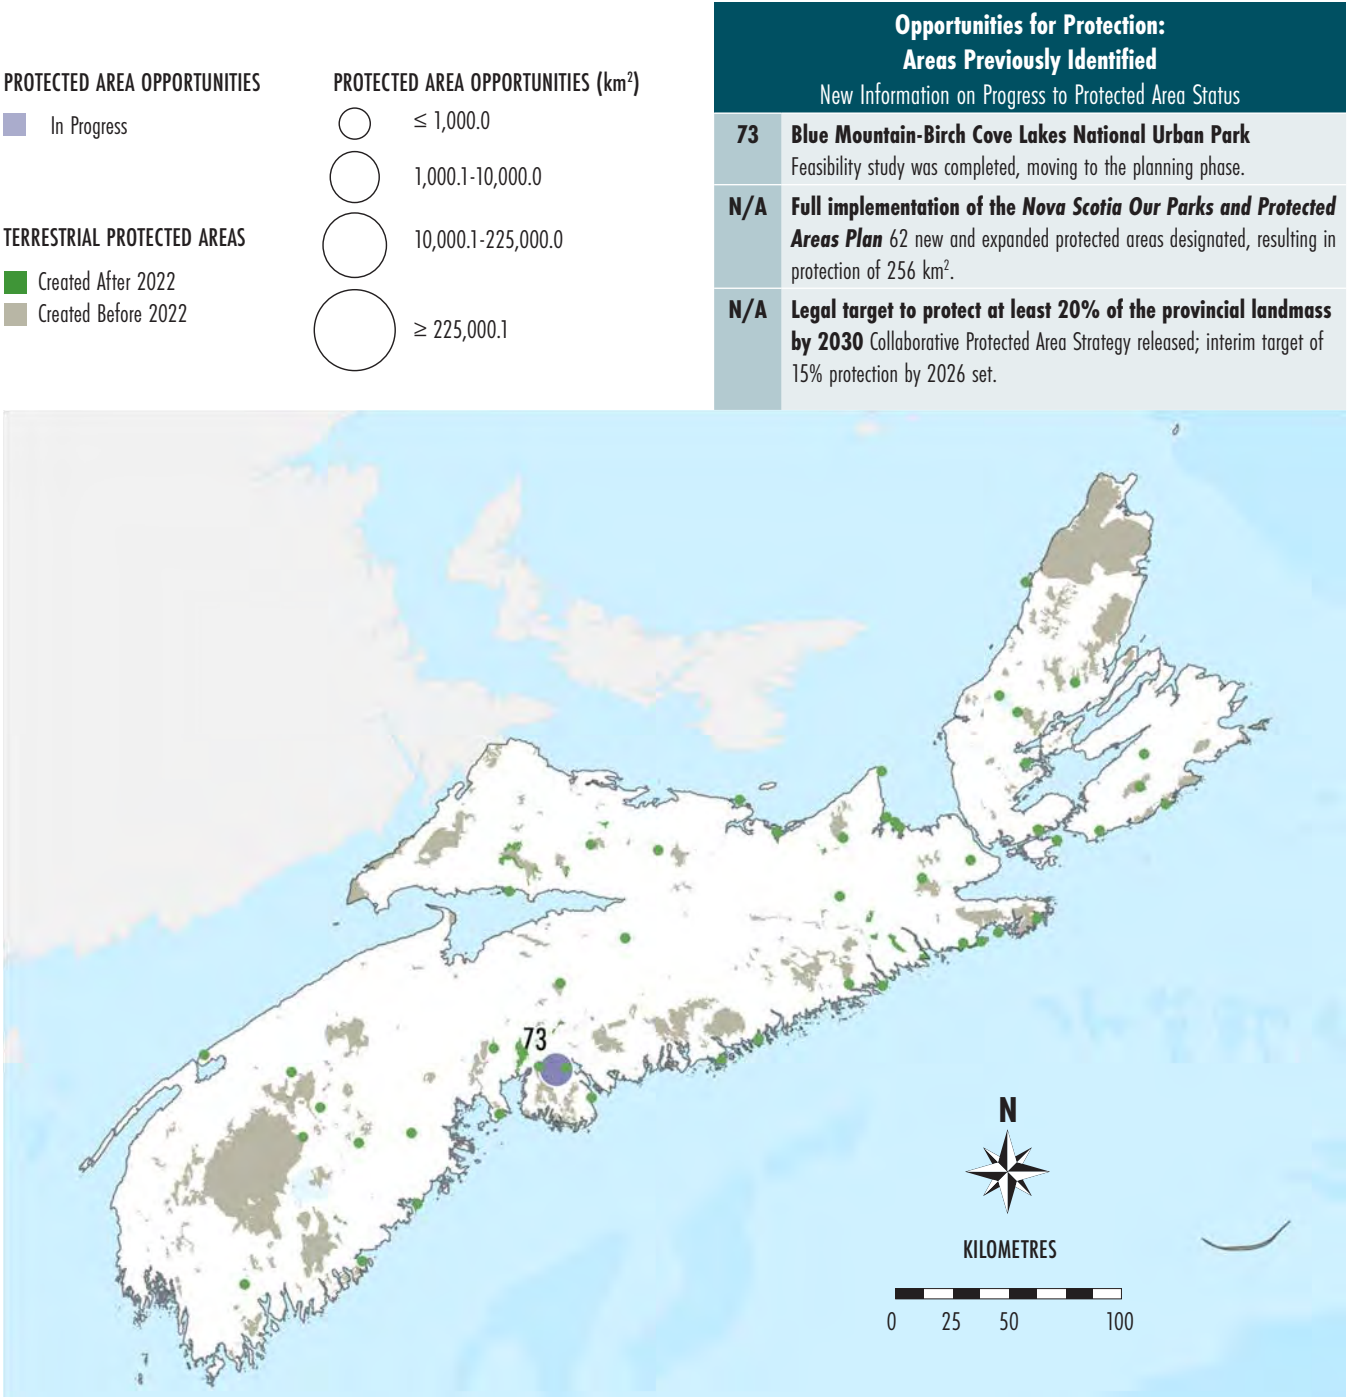 PROTECTED AREA OPPORTUNITIES
In Progress
TERRESTRIAL PROTECTED AREAS
Created After 2022
Created Before 2022
PROTECTED AREA OPPORTUNITIES (km²)
≤ 1,000.0
1,000.1-10,000.0
10,000.1-225,000.0
≥ 225,000.1
Opportunities for Protection:
Areas Previously Identified
New Information on Progress to Protected Area Status
73 Blue Mountain-Birch Cove Lakes National Urban Park
Feasibility study was completed, moving to the planning phase.
N/A Full implementation of the Nova Scotia Our Parks and Protected
Areas Plan 62 new and expanded protected areas designated, resulting in
protection of 256 km².
N/A Legal target to protect at least 20% of the provincial landmass
by 2030 Collaborative Protected Area Strategy released; interim target of
15% protection by 2026 set.
73
N
KILOMETRES
0 25 50 100